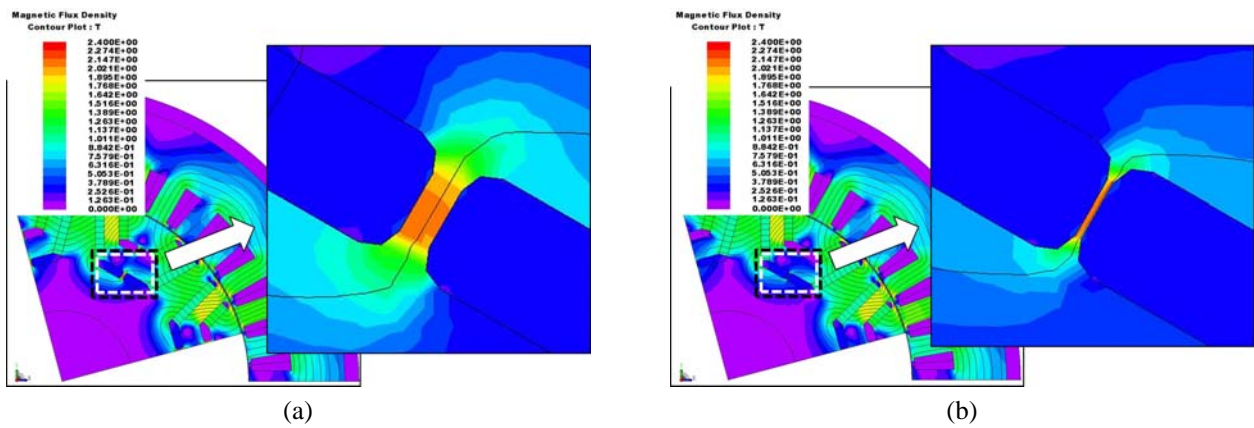 Magnetic Flux Density
Contour Plot : T
2.400E+00
2.274E+00
2.147E+00
2.021E+00
1.895E+00
1.768E+00
1.642E+00
1.516E+00
1.389E+00
1.263E+00
1.137E+00
1.011E+00
8.842E-01
7.579E-01
6.316E-01
5.053E-01
3.789E-01
2.526E-01
1.263E-01
0.000E+00
(a)
Magnetic Flux Density
Contour Plot : T
2.400E+00
2.274E+00
2.147E+00
2.021E+00
1.895E+00
1.768E+00
1.642E+00
1.516E+00
1.389E+00
1.263E+00
1.137E+00
1.011E+00
8.842E-01
7.579E-01
6.316E-01
5.053E-01
3.789E-01
2.526E-01
1.263E-01
0.000E+00
(b)